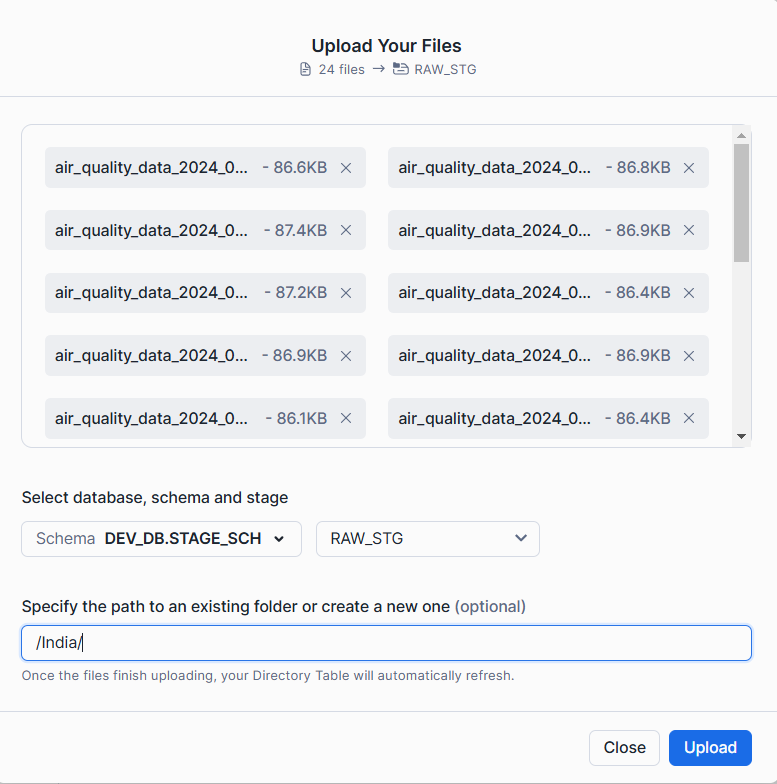 Upload Your Files
24 files → RAW_STG
air_quality_data_2024_0... - 86.6KB × air_quality_data_2024_0... - 86.8KB ×
air_quality_data_2024_0... - 87.4KB × air_quality_data_2024_0... - 86.9KB ×
air_quality_data_2024_0... - 87.2KB × air_quality_data_2024_0... - 86.4KB ×
air_quality_data_2024_0... - 86.9KB × air_quality_data_2024_0... - 86.9KB ×
air_quality_data_2024_0... - 86.1KB × air_quality_data_2024_0... - 86.4KB ×
Select database, schema and stage
Schema DEV_DB.STAGE_SCH RAW_STG
Specify the path to an existing folder or create a new one (optional)
/India/
Once the files finish uploading, your Directory Table will automatically refresh.
Close Upload